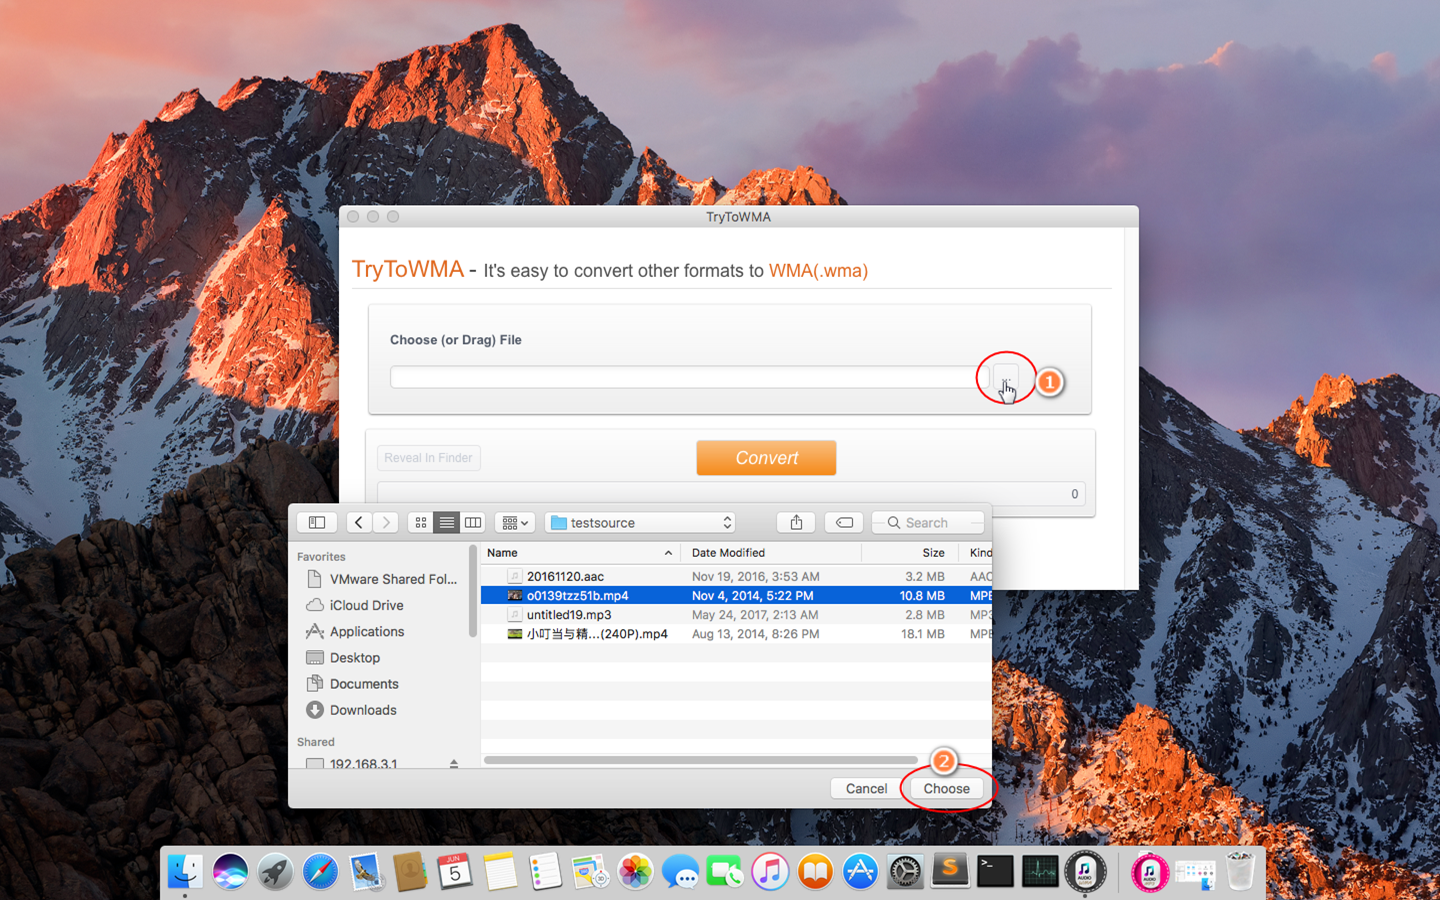 TryToWMA
TryToWMA - It's easy to convert other formats to WMA(.wma)
Choose (or Drag) File
...
1
Reveal In Finder
Convert
0
testsource
Search
Favorites
VMware Shared Fol...
iCloud Drive
Applications
Desktop
Documents
Downloads
Shared
192.168.3.1
Name Date Modified Size Kind
20161120.aac Nov 19, 2016, 3:53 AM 3.2 MB AAC
o0139tzz51b.mp4 Nov 4, 2014, 5:22 PM 10.8 MB MPE
untitled19.mp3 May 24, 2017, 2:13 AM 2.8 MB MP3
小叮当与精...(240P).mp4 Aug 13, 2014, 8:26 PM 18.1 MB MPE
2
Cancel Choose
JUN
5